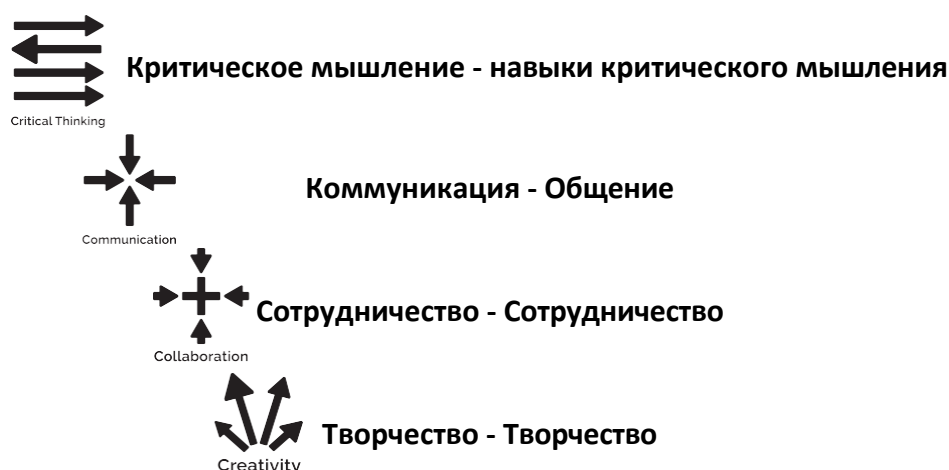 Критическое мышление - навыки критического мышления
Critical Thinking
Коммуникация - Общение
Communication
Сотрудничество - Сотрудничество
Collaboration
Творчество - Творчество
Creativity